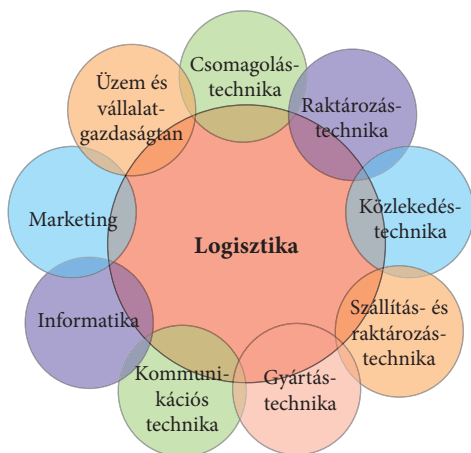 Csomagolás-
technika
Raktározás-
technika
Közlekedés-
technika
Szállítás- és
raktározás-
technika
Gyártás-
technika
Kommuni-
kációs
technika
Informatika
Marketing
Üzem és
vállalat-
gazdaságtan
Logisztika